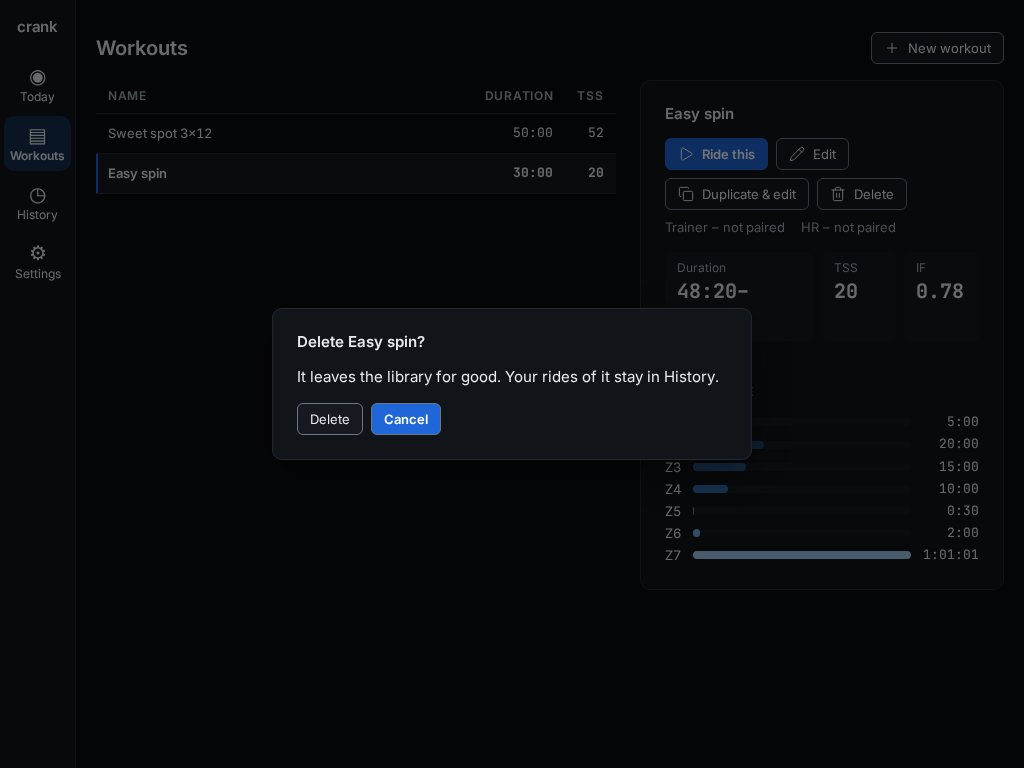 crank
Today
Workouts
History
Settings
Workouts
New workout
NAME DURATION TSS
Sweet spot 3×12 50:00 52
Easy spin 30:00 20
Easy spin
Ride this Edit
Duplicate & edit Delete
Trainer – not paired HR – not paired
Duration TSS IF
48:20– 20 0.78
Delete Easy spin?
It leaves the library for good. Your rides of it stay in History.
Delete Cancel
5:00
20:00
Z3 15:00
Z4 10:00
Z5 0:30
Z6 2:00
Z7 1:01:01